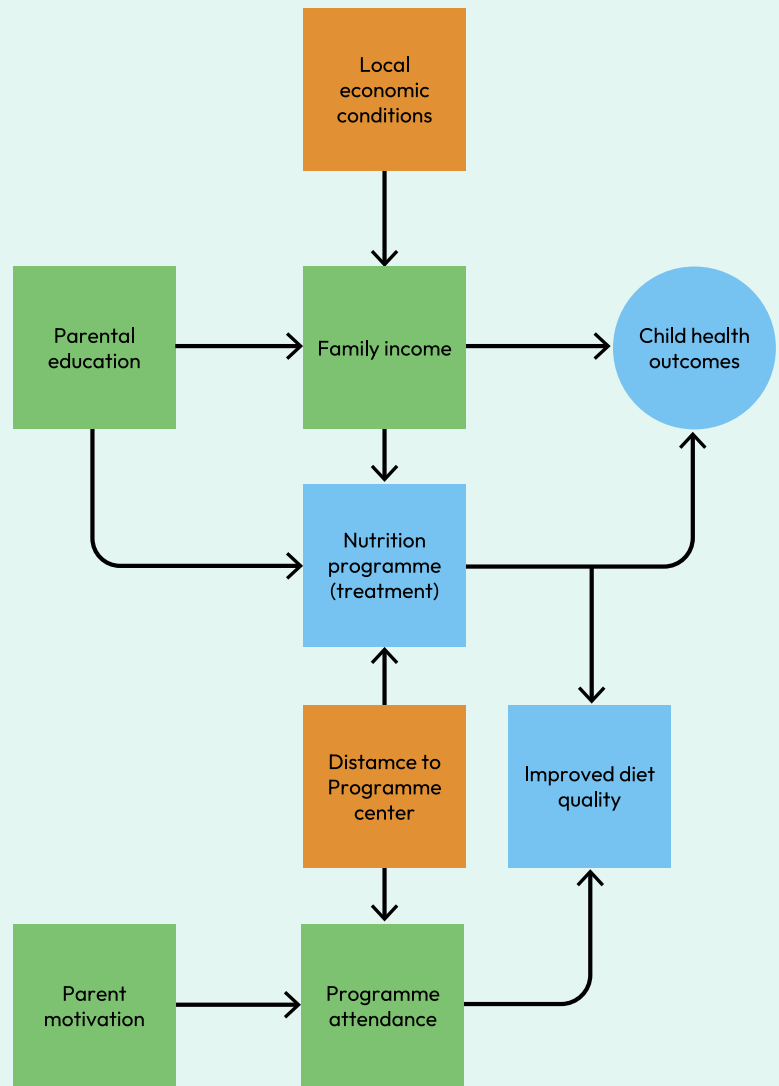 Local
economic
conditions
Parental
education
Family income
Child health
outcomes
Nutrition
programme
(treatment)
Distamce to
Programme
center
Improved diet
quality
Parent
motivation
Programme
attendance